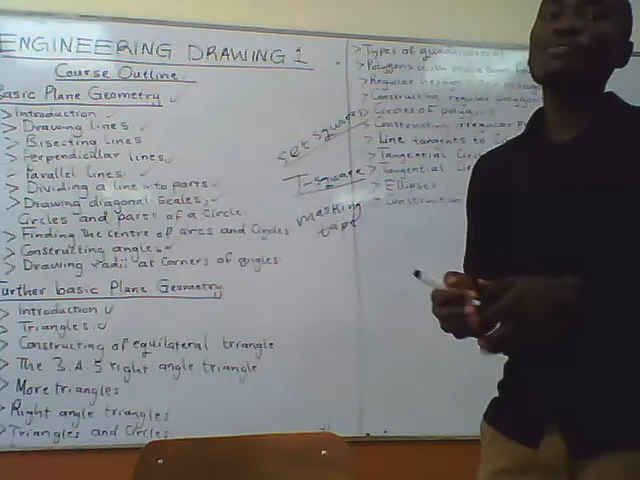 ENGINEERING DRAWING 1
Course Outline
Basic Plane Geometry
> Introduction
> Drawing lines
> Bisecting lines
> Perpendicular lines
> Parallel lines
> Dividing a line into parts
> Drawing diagonal Scales,
Circles and parts of a Circle
> Finding the centre of arcs and Circles
> Constructing angles
> Drawing radii at Corners of angles
Further basic Plane Geometry
> Introduction
> Triangles
> Constructing of equilateral triangle
> The 3.4.5 right angle triangle
> More triangles
> Right angle triangles
> Triangles and Circles
set square
T-square
masking
tape
> Types of quadrilateral
> Polygons with
> Regular
> Constructing regular polygon
> Circles of polygons
> Constructing irregular
> Line tangents to
> Tangential Circ
> Tangential
> Ellipses
> Construction